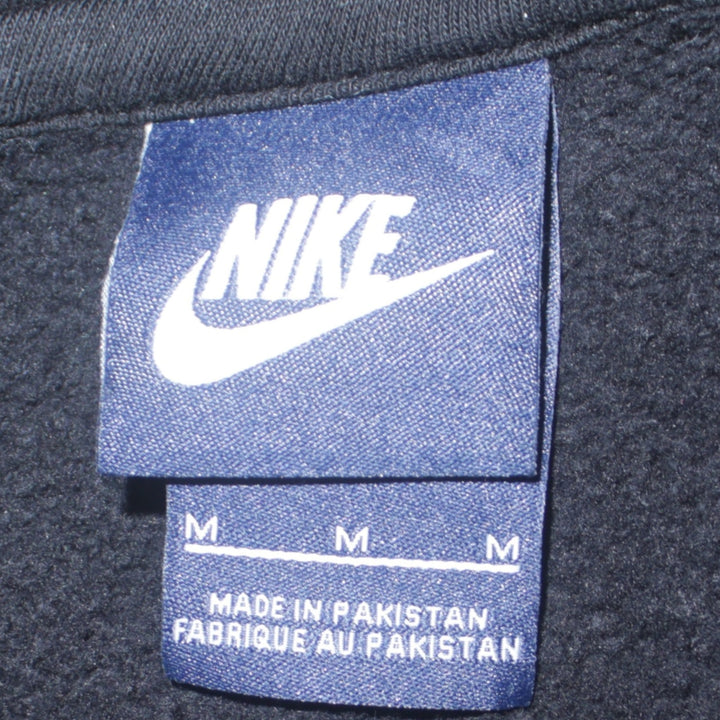 NIKE
M M M
MADE IN PAKISTAN
FABRIQUE AU PAKISTAN